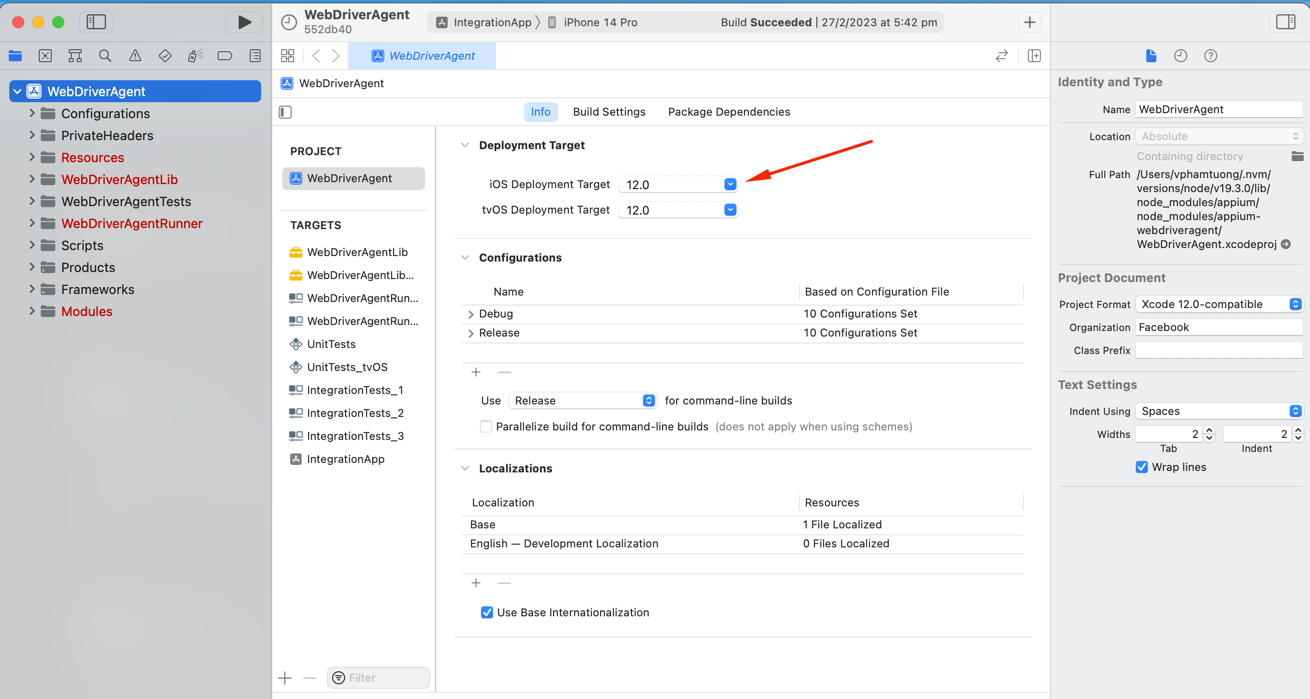 WebDriverAgent
552db40
IntegrationApp
iPhone 14 Pro
Build Succeeded | 27/2/2023 at 5:42 pm
WebDriverAgent
Configurations
PrivateHeaders
Resources
WebDriverAgentLib
WebDriverAgentTests
WebDriverAgentRunner
Scripts
Products
Frameworks
Modules
WebDriverAgent
WebDriverAgent
Info
Build Settings
Package Dependencies
PROJECT
WebDriverAgent
TARGETS
WebDriverAgentLib
WebDriverAgentLib...
WebDriverAgentRun...
WebDriverAgentRun...
UnitTests
UnitTests_tvOS
IntegrationTests_1
IntegrationTests_2
IntegrationTests_3
IntegrationApp
Filter
Deployment Target
iOS Deployment Target 12.0
tvOS Deployment Target 12.0
Configurations
Name Based on Configuration File
Debug 10 Configurations Set
Release 10 Configurations Set
Use Release for command-line builds
Parallelize build for command-line builds (does not apply when using schemes)
Localizations
Localization Resources
Base 1 File Localized
English — Development Localization 0 Files Localized
Use Base Internationalization
Identity and Type
Name WebDriverAgent
Location Absolute
Containing directory
Full Path /Users/vphamtuong/.nvm/
versions/node/v19.3.0/lib/
node_modules/appium/
node_modules/appium-
webdriveragent/
WebDriverAgent.xcodeproj
Project Document
Project Format Xcode 12.0-compatible
Organization Facebook
Class Prefix
Text Settings
Indent Using Spaces
Widths 2 2
Tab Indent
Wrap lines